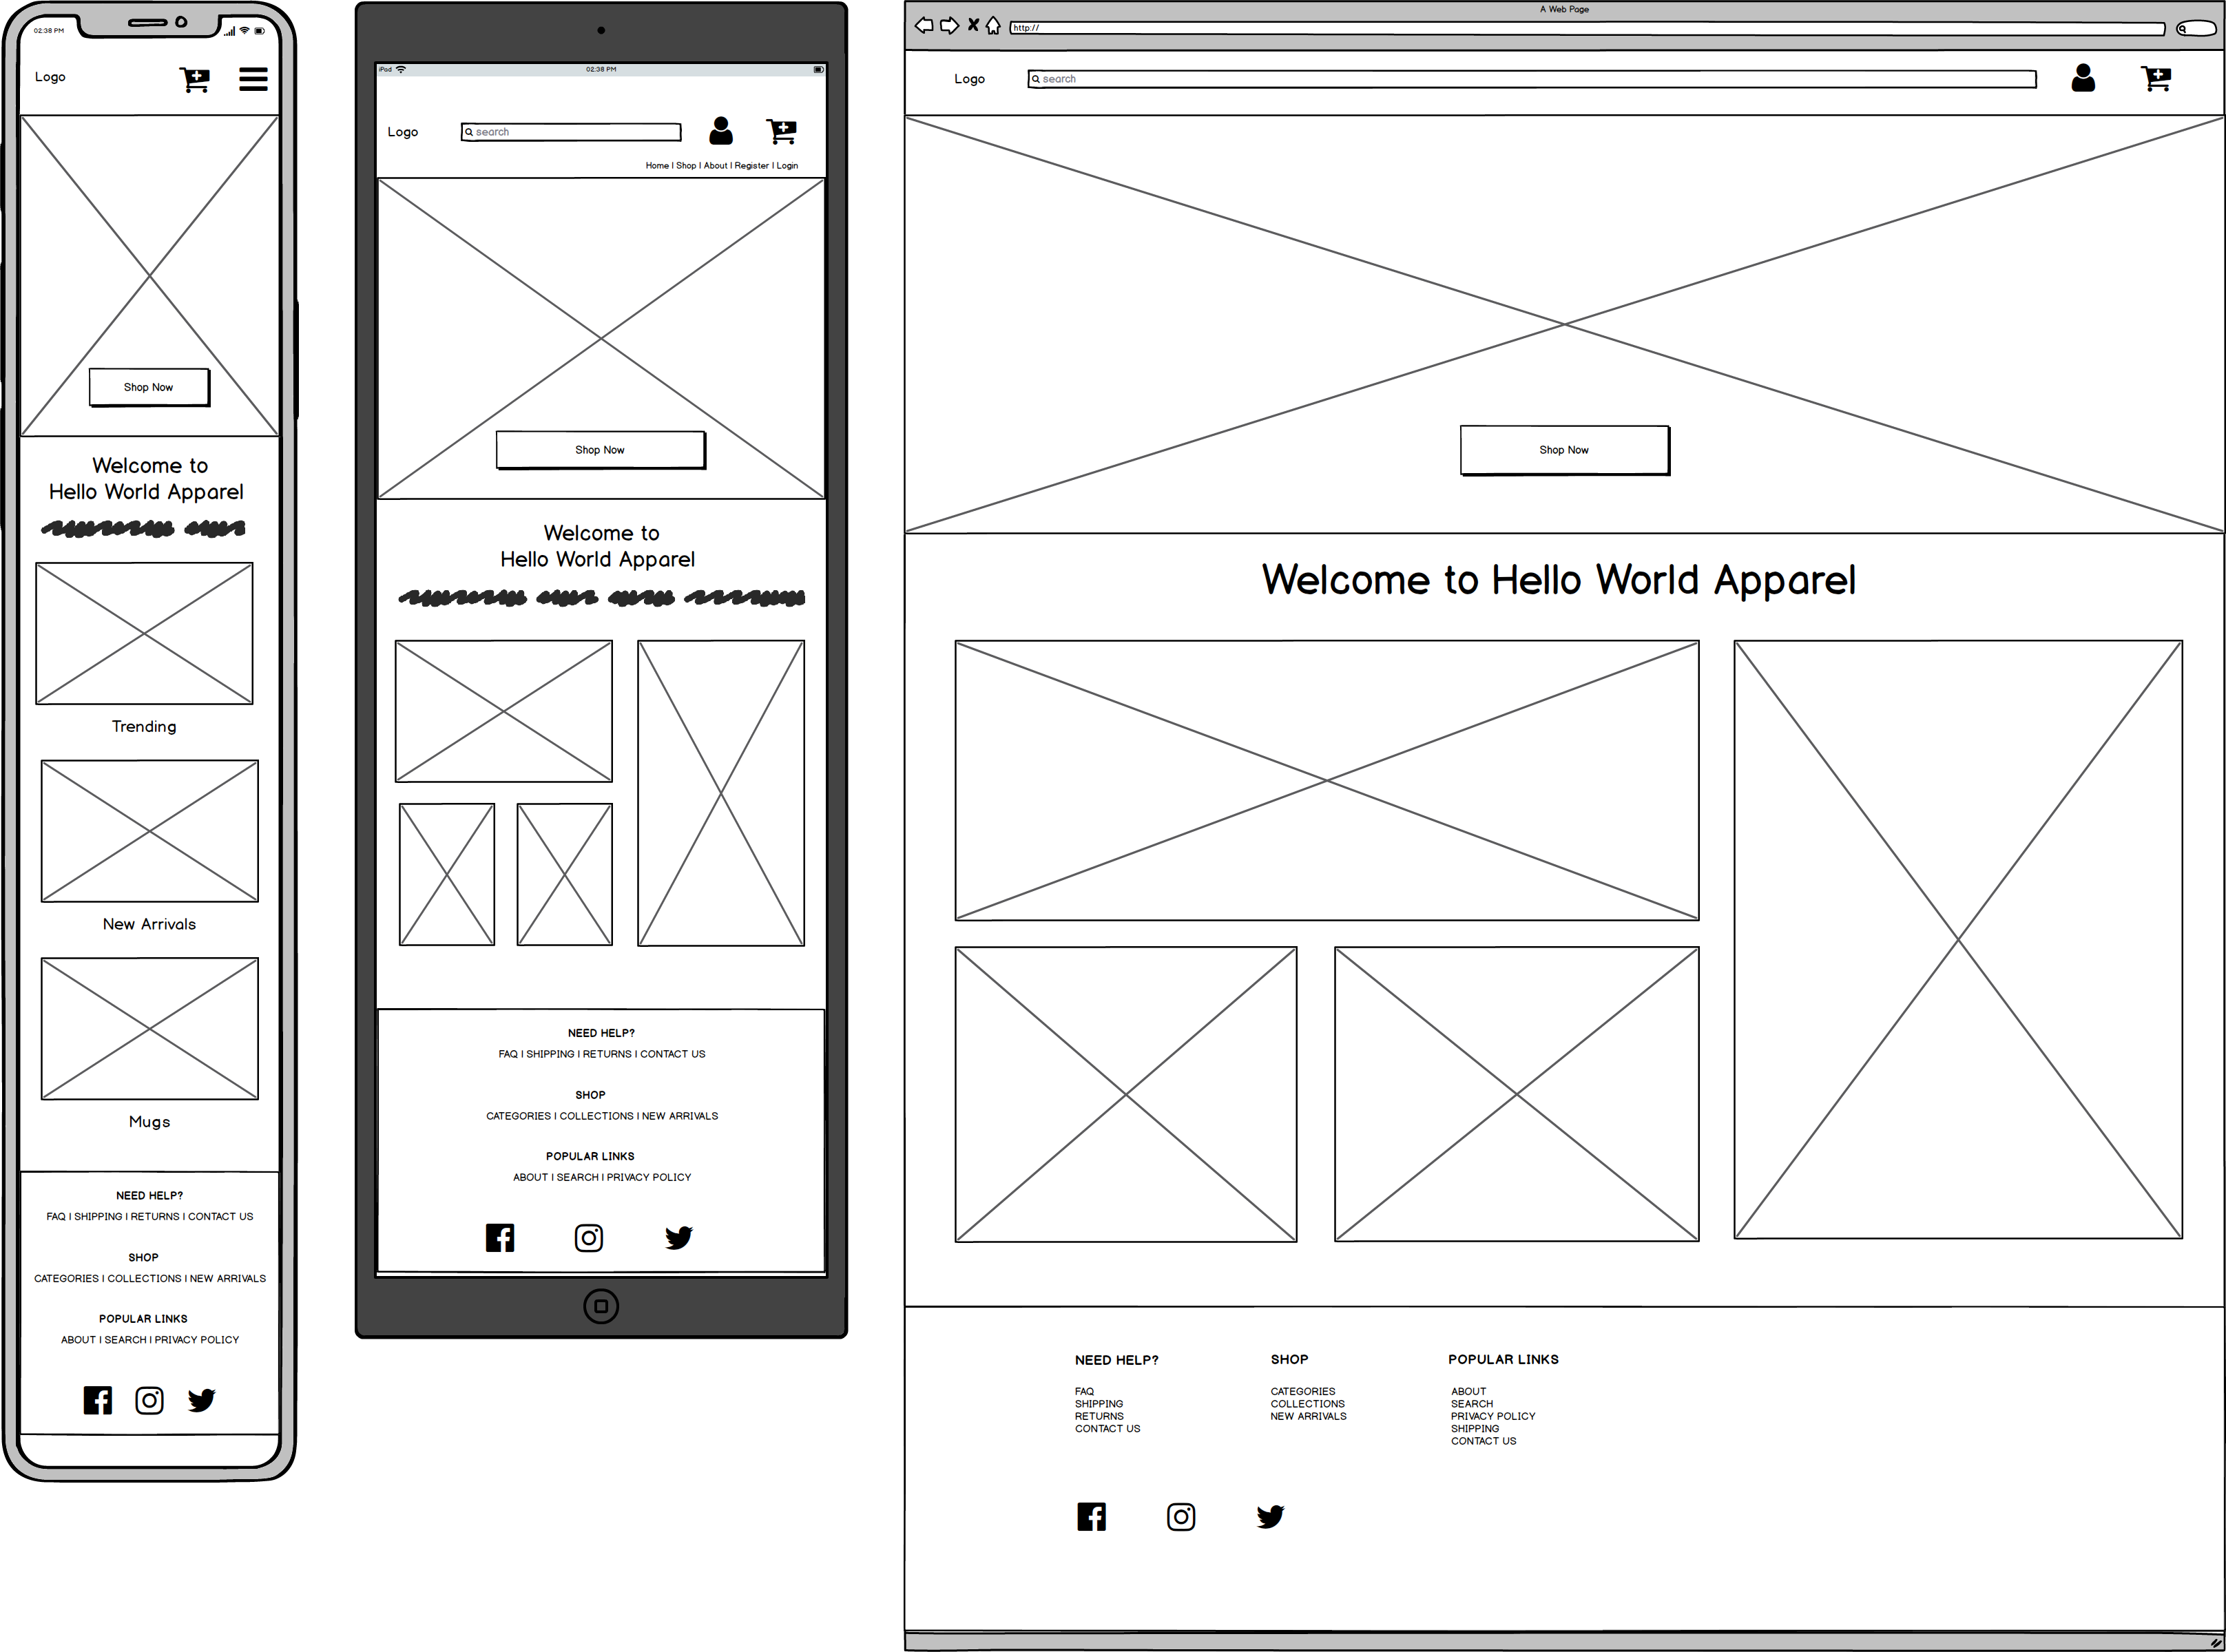 02:38 PM
Logo
Shop Now
Welcome to
Hello World Apparel
Trending
New Arrivals
Mugs
NEED HELP?
FAQ | SHIPPING | RETURNS | CONTACT US
SHOP
CATEGORIES | COLLECTIONS | NEW ARRIVALS
POPULAR LINKS
ABOUT | SEARCH | PRIVACY POLICY
iPad
02:38 PM
Logo
search
Home | Shop | About | Register | Login
Shop Now
Welcome to
Hello World Apparel
NEED HELP?
FAQ | SHIPPING | RETURNS | CONTACT US
SHOP
CATEGORIES | COLLECTIONS | NEW ARRIVALS
POPULAR LINKS
ABOUT | SEARCH | PRIVACY POLICY
A Web Page
http://
Logo
search
Shop Now
Welcome to Hello World Apparel
NEED HELP?
FAQ
SHIPPING
RETURNS
CONTACT US
SHOP
CATEGORIES
COLLECTIONS
NEW ARRIVALS
POPULAR LINKS
ABOUT
SEARCH
PRIVACY POLICY
SHIPPING
CONTACT US